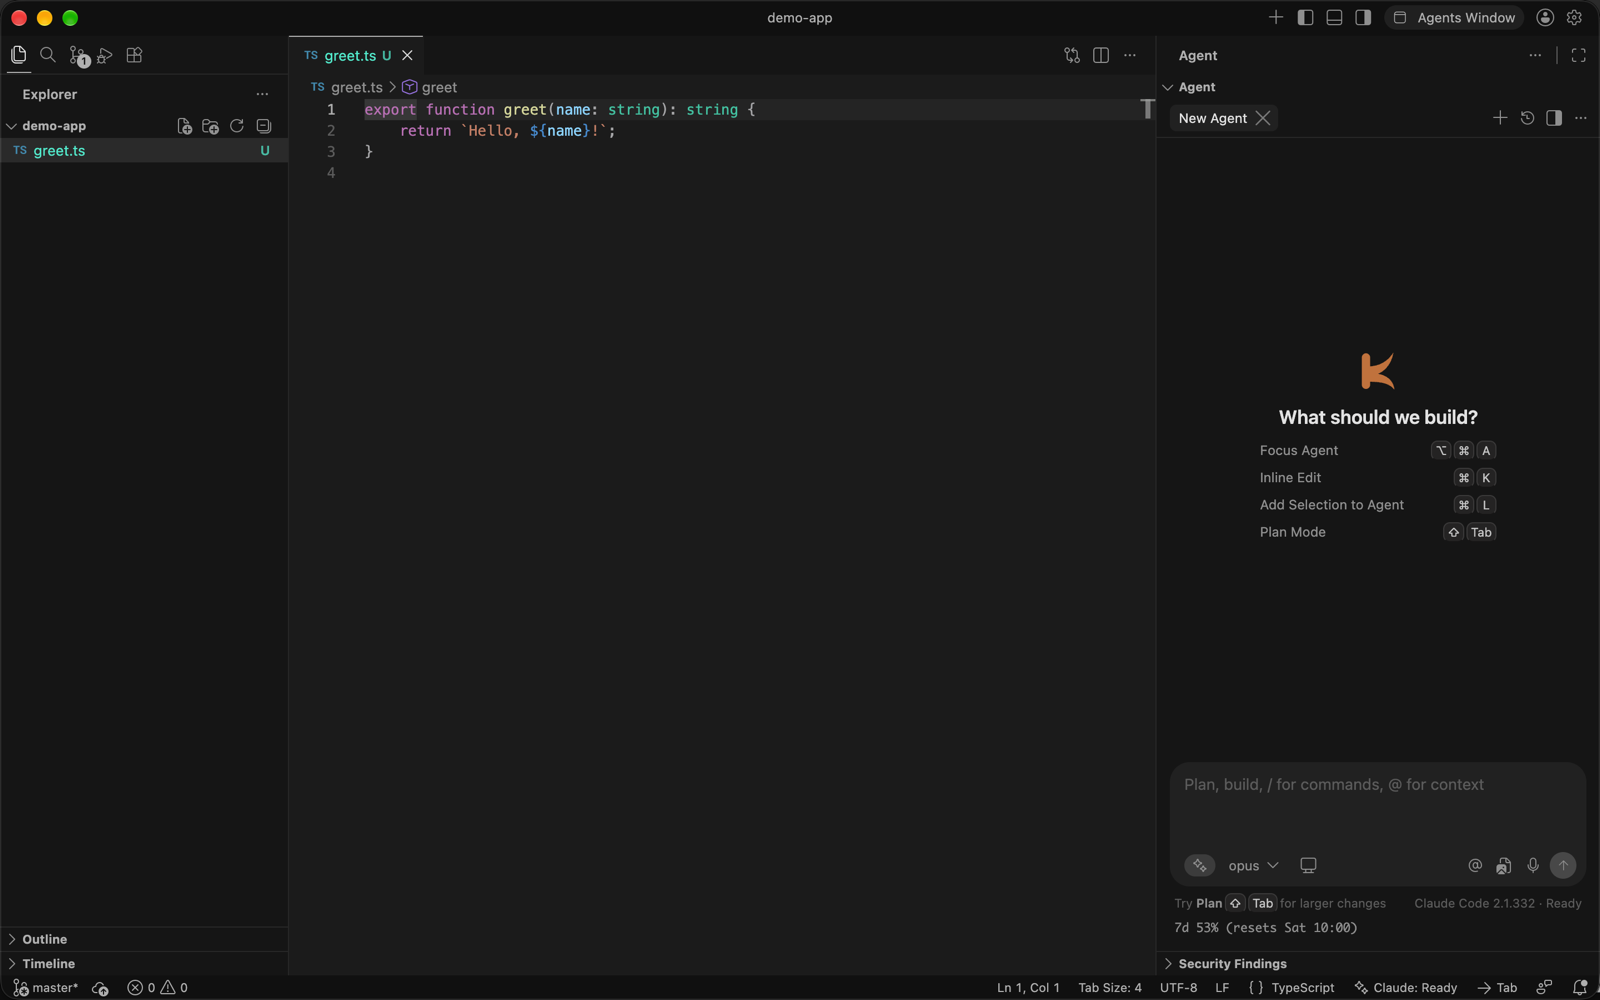 demo-app
Agents Window
1
Explorer
demo-app
TS greet.ts U
Outline
Timeline
TS greet.ts U
TS greet.ts > greet
1 export function greet(name: string): string {
2 return `Hello, ${name}!`;
3 }
4
Agent
Agent
New Agent
What should we build?
Focus Agent ⌥ ⌘ A
Inline Edit ⌘ K
Add Selection to Agent ⌘ L
Plan Mode ⇧ Tab
Plan, build, / for commands, @ for context
opus
Try Plan ⇧ Tab for larger changes Claude Code 2.1.332 · Ready
7d 53% (resets Sat 10:00)
Security Findings
master* 0 0 Ln 1, Col 1 Tab Size: 4 UTF-8 LF { } TypeScript Claude: Ready Tab